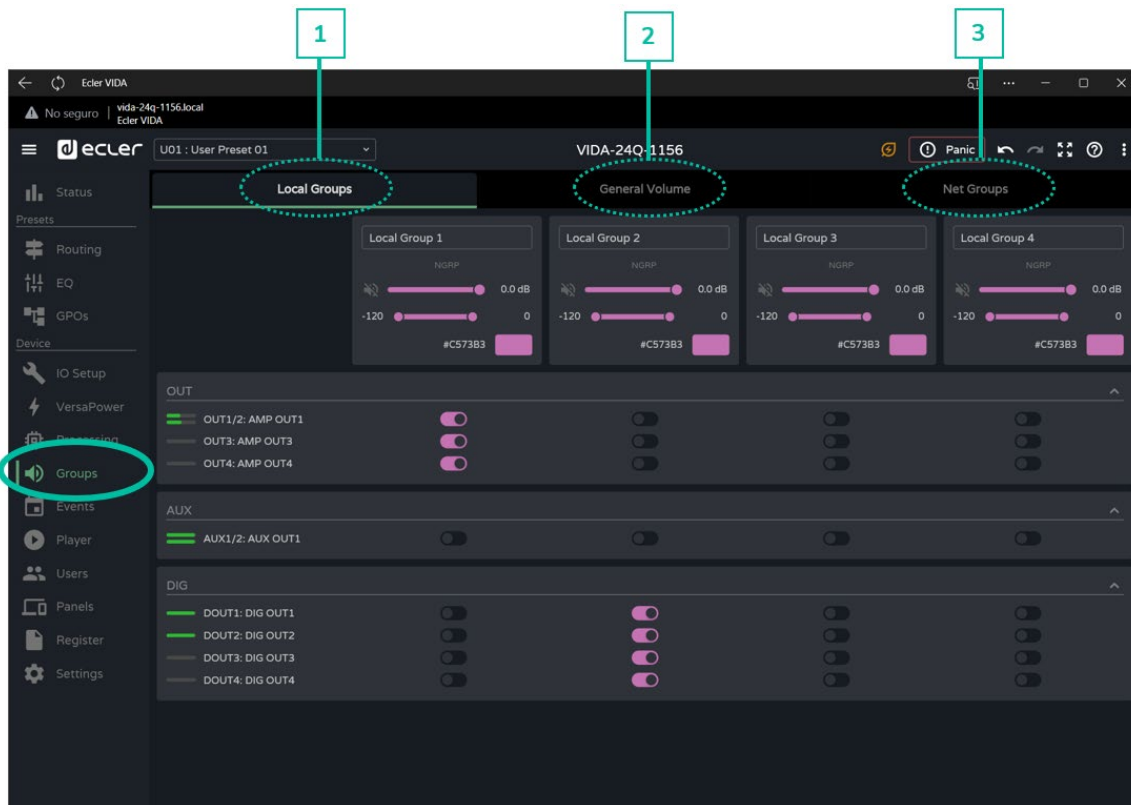 1
2
3
Ecler VIDA
No seguro
vida-24q-1156.local
Ecler VIDA
ecler
U01 : User Preset 01
VIDA-24Q-1156
Panic
Local Groups
General Volume
Net Groups
Status
Presets
Routing
EQ
GPOs
Device
IO Setup
VersaPower
Processing
Groups
Events
Player
Users
Panels
Register
Settings
Local Group 1
Local Group 2
Local Group 3
Local Group 4
NGRP
NGRP
NGRP
NGRP
0.0 dB
0.0 dB
0.0 dB
0.0 dB
-120
0
-120
0
-120
0
-120
0
#C573B3
#C573B3
#C573B3
#C573B3
OUT
OUT1/2: AMP OUT1
OUT3: AMP OUT3
OUT4: AMP OUT4
AUX
AUX1/2: AUX OUT1
DIG
DOUT1: DIG OUT1
DOUT2: DIG OUT2
DOUT3: DIG OUT3
DOUT4: DIG OUT4